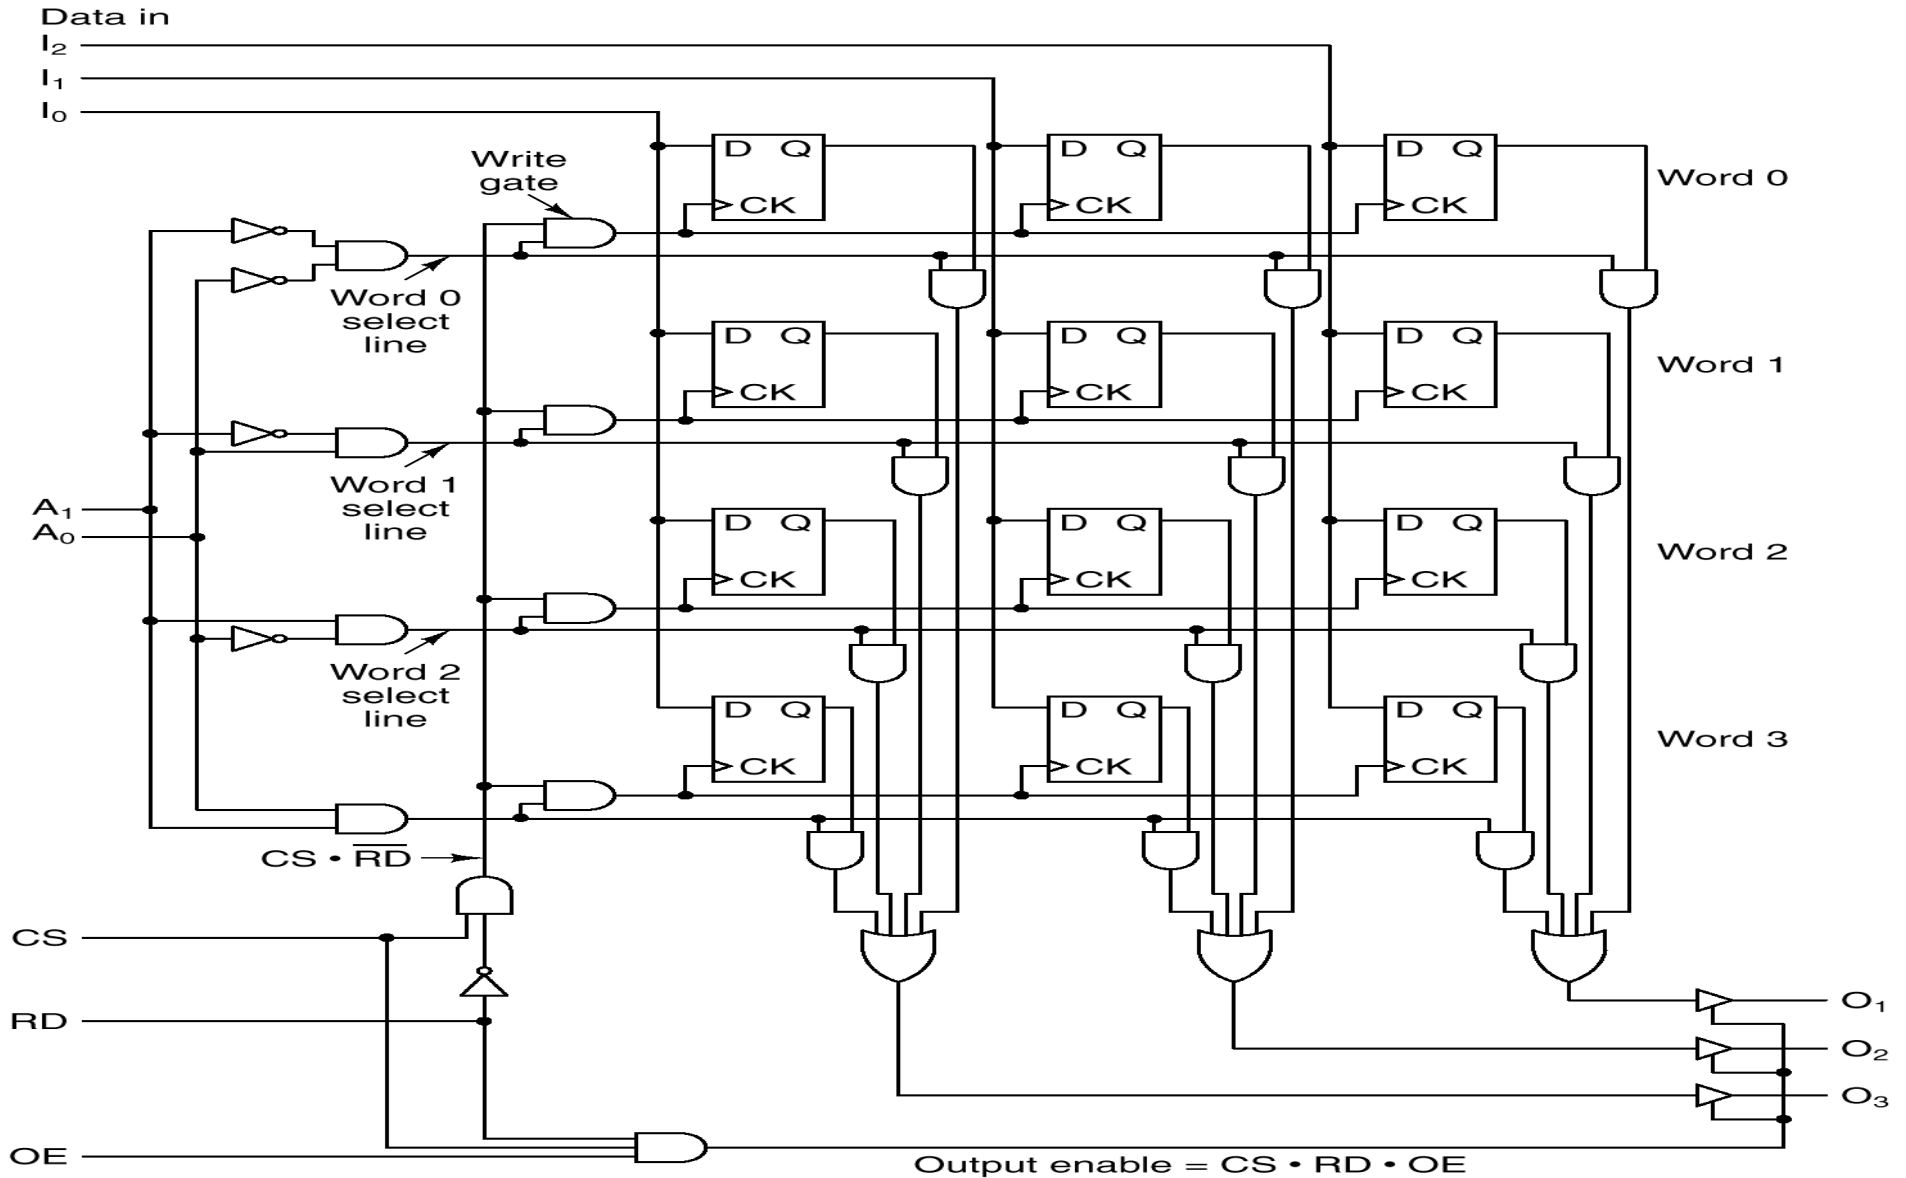 Data in
I₂
I₁
I₀
Write
gate
D Q
CK
D Q
CK
D Q
CK
Word 0
Word 0
select
line
D Q
CK
D Q
CK
D Q
CK
Word 1
Word 1
select
line
A₁
A₀
D Q
CK
D Q
CK
D Q
CK
Word 2
Word 2
select
line
D Q
CK
D Q
CK
D Q
CK
Word 3
CS • R̅D̅
CS
RD
OE
O₁
O₂
O₃
Output enable = CS • RD • OE